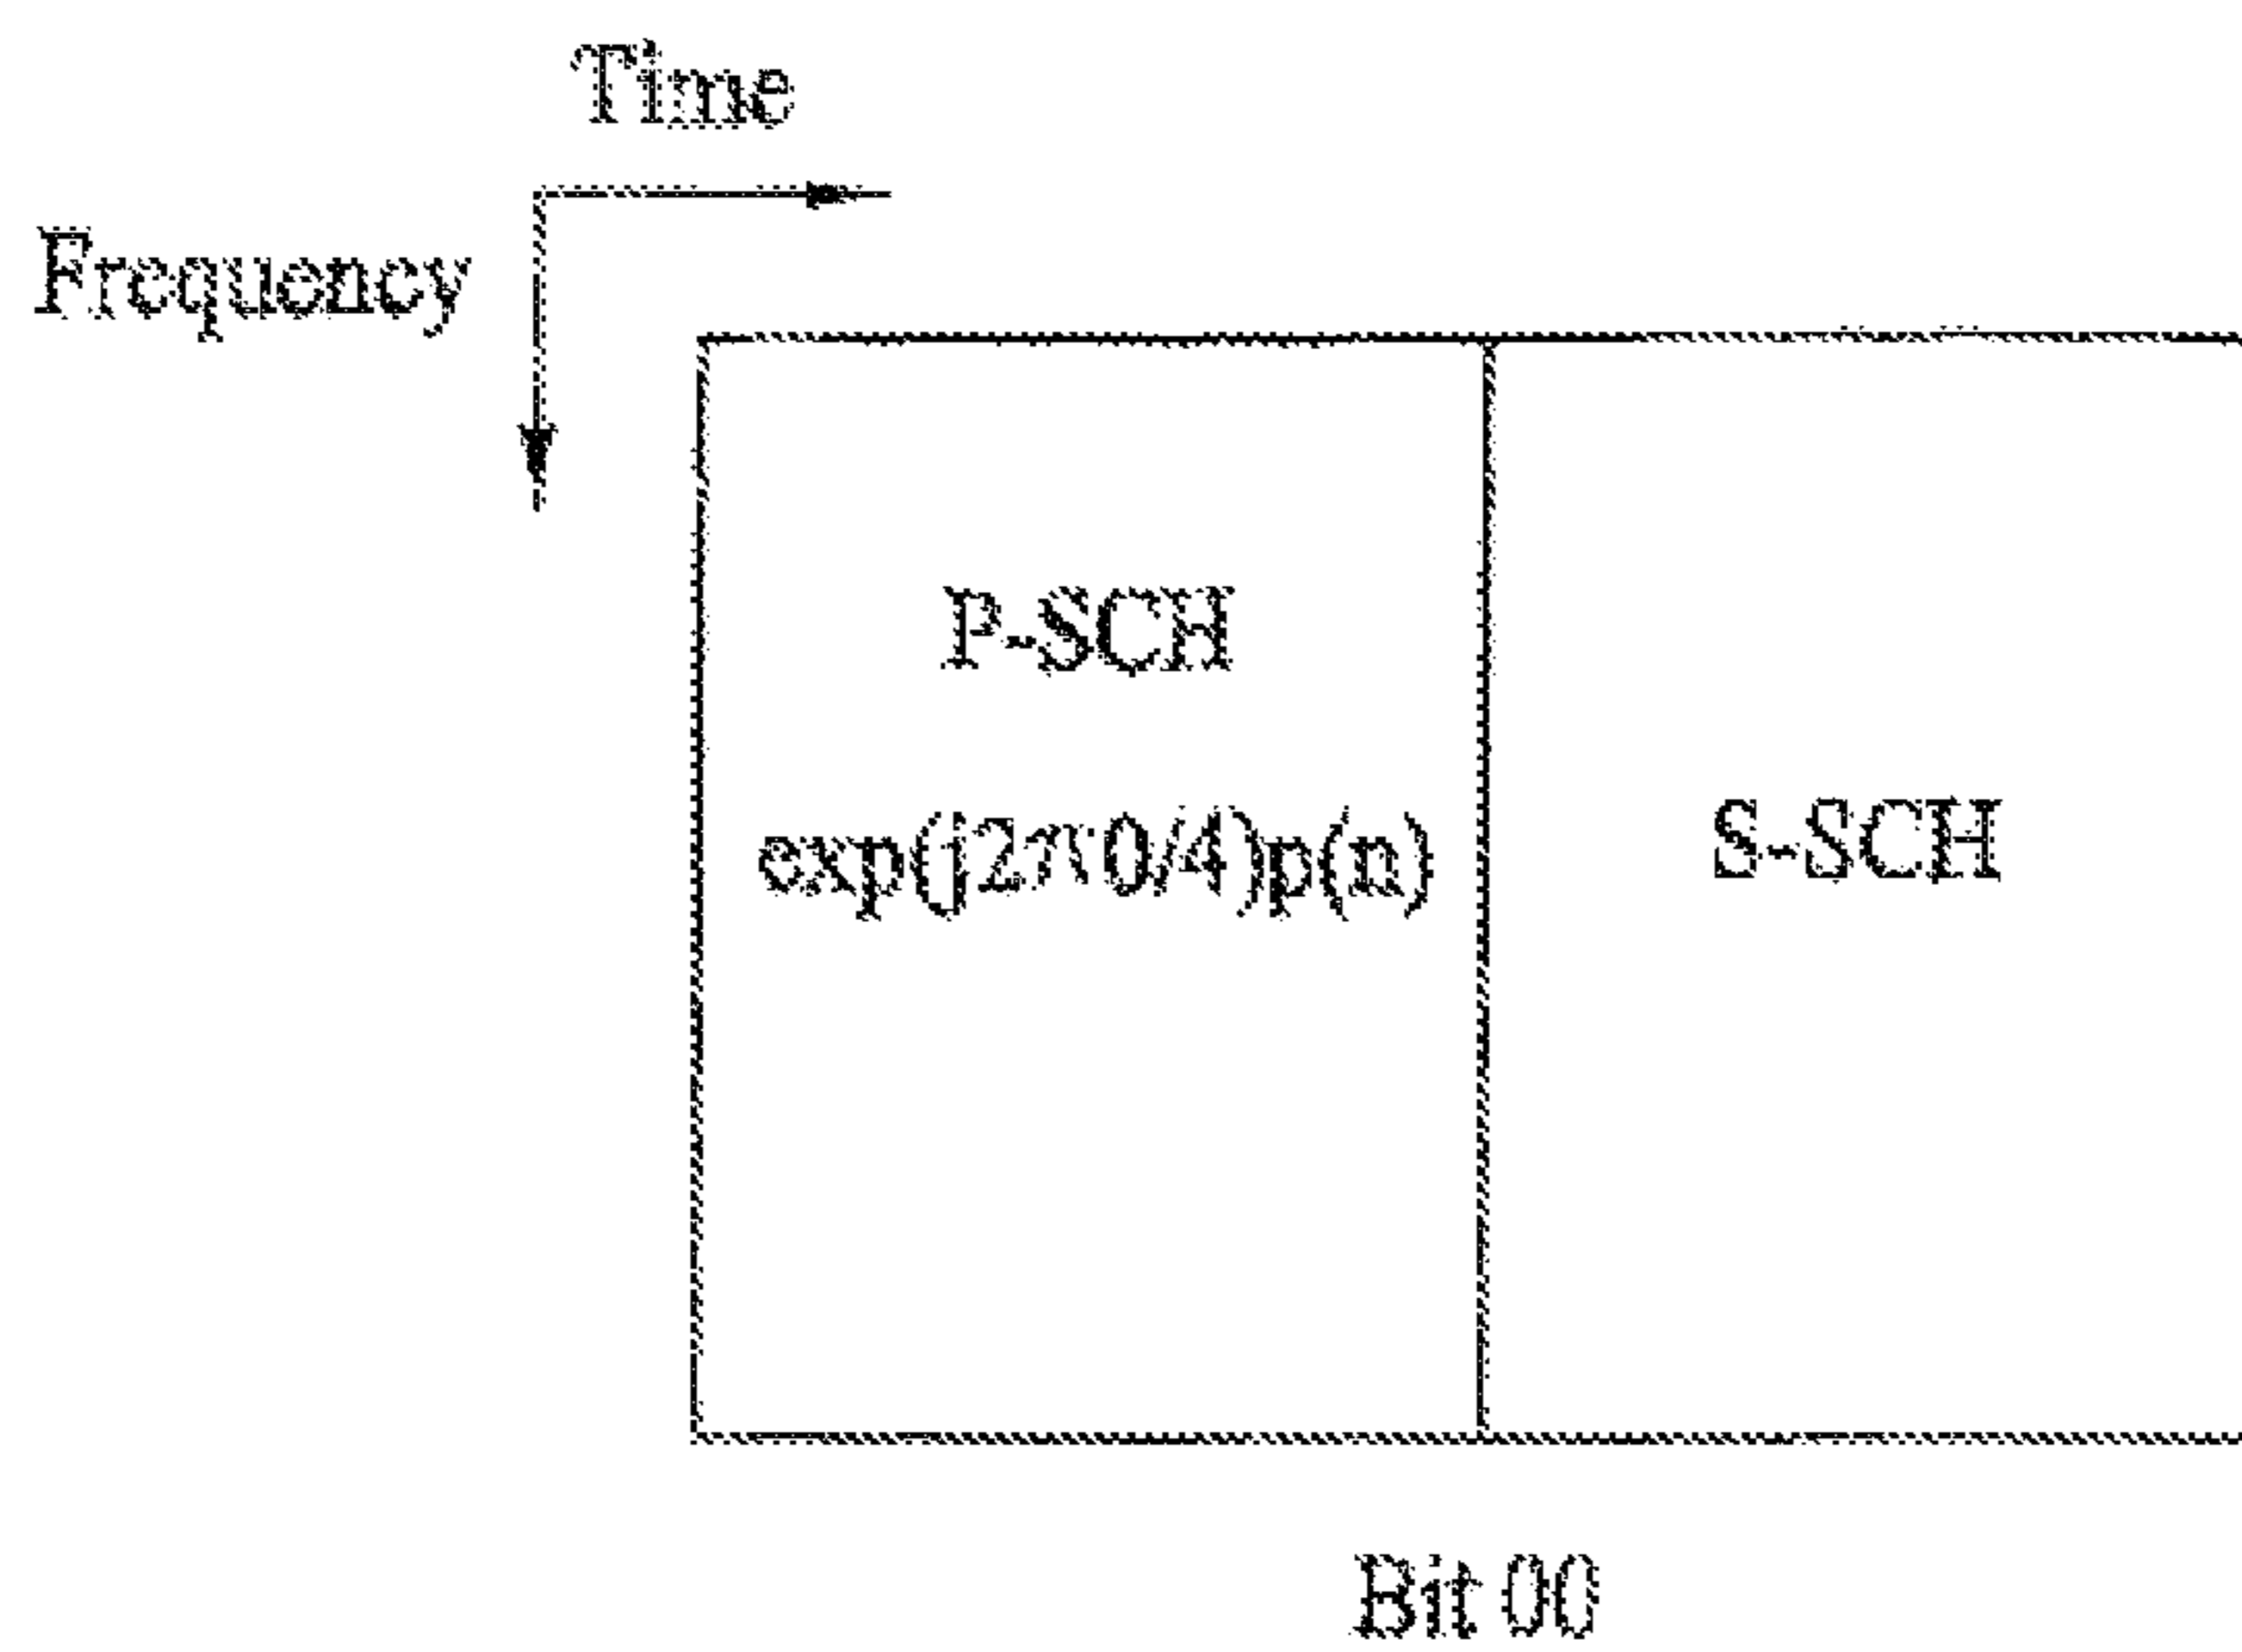 Time
Frequency
P-SCH
exp(j2π0/4)p(n)
S-SCH
Bit 00